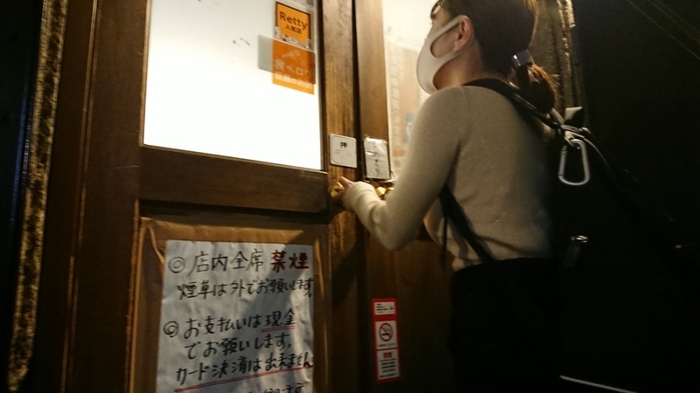 Retty
人気店
食べログ
◎店内全席禁煙
煙草は外でお願いします
◎お支払いは現金
でお願いします。
カード決済は出来ません